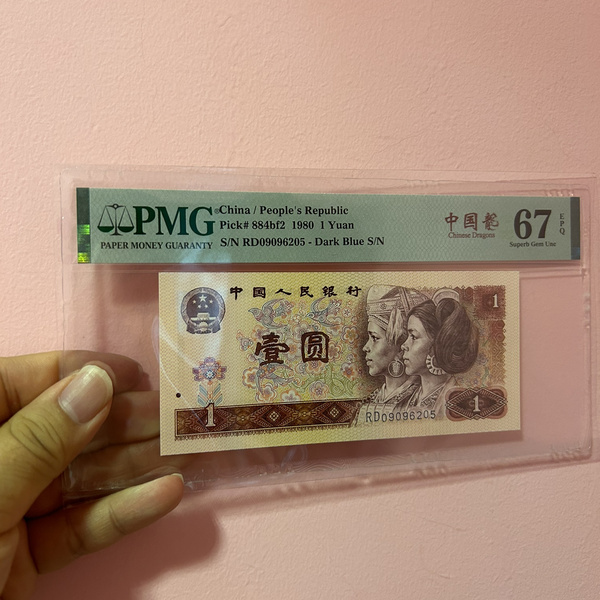 PMG
PAPER MONEY GUARANTY
China / People's Republic
Pick# 884bf2 1980 1 Yuan
S/N RD09096205 - Dark Blue S/N
中国龙
Chinese Dragons
67
EPQ
Superb Gem Unc
中国人民银行
1
壹圆
1
RD09096205
1